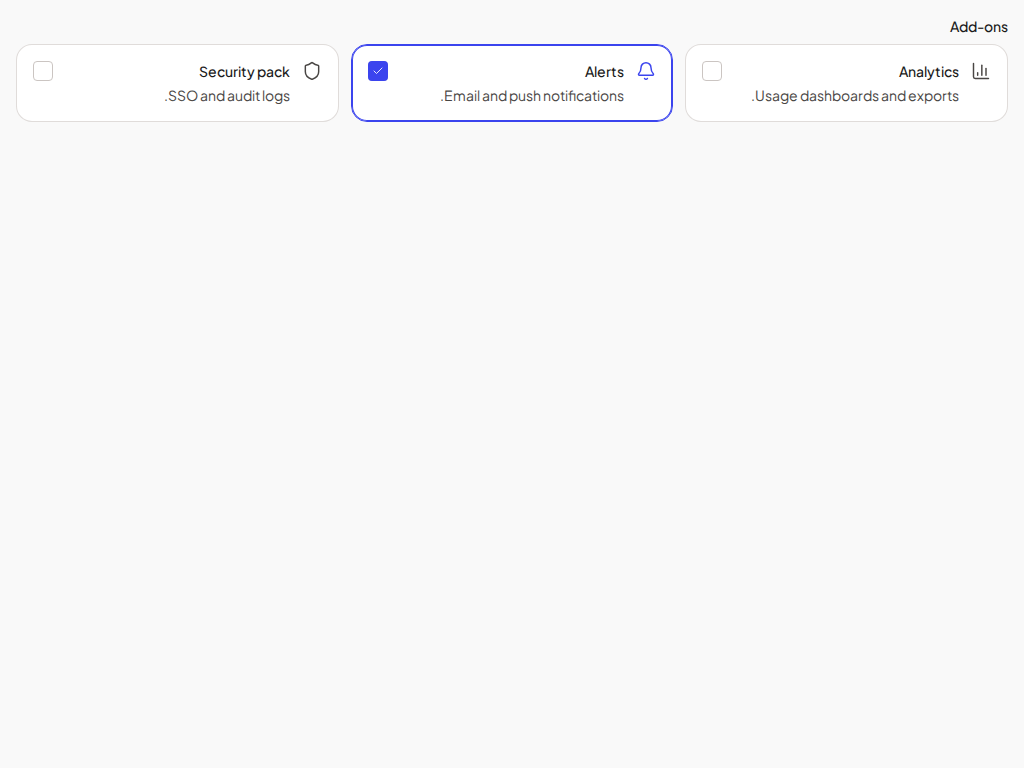 Add-ons
Analytics
Usage dashboards and exports.
Alerts
Email and push notifications.
Security pack
SSO and audit logs.